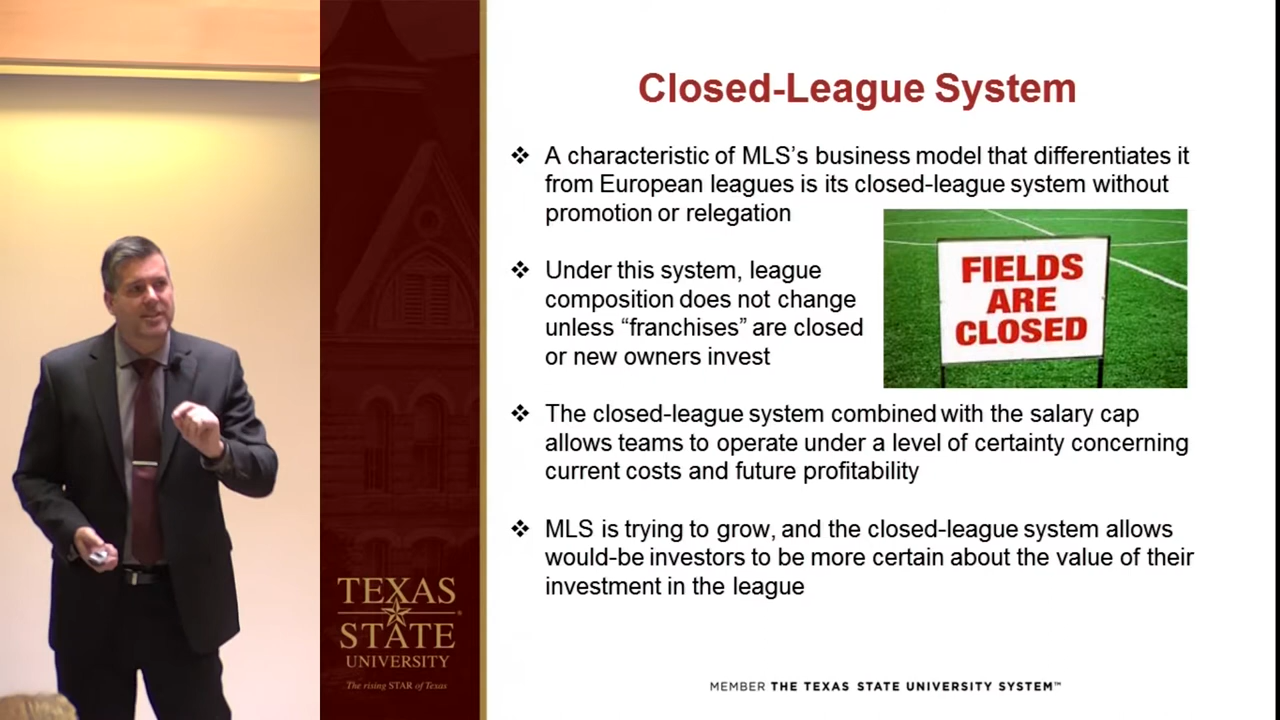 Closed-League System
❖ A characteristic of MLS's business model that differentiates it
from European leagues is its closed-league system without
promotion or relegation
❖ Under this system, league
composition does not change
unless “franchises” are closed
or new owners invest
FIELDS
ARE
CLOSED
❖ The closed-league system combined with the salary cap
allows teams to operate under a level of certainty concerning
current costs and future profitability
❖ MLS is trying to grow, and the closed-league system allows
would-be investors to be more certain about the value of their
investment in the league
TEXAS
STATE
UNIVERSITY
The rising STAR of Texas
MEMBER THE TEXAS STATE UNIVERSITY SYSTEM™